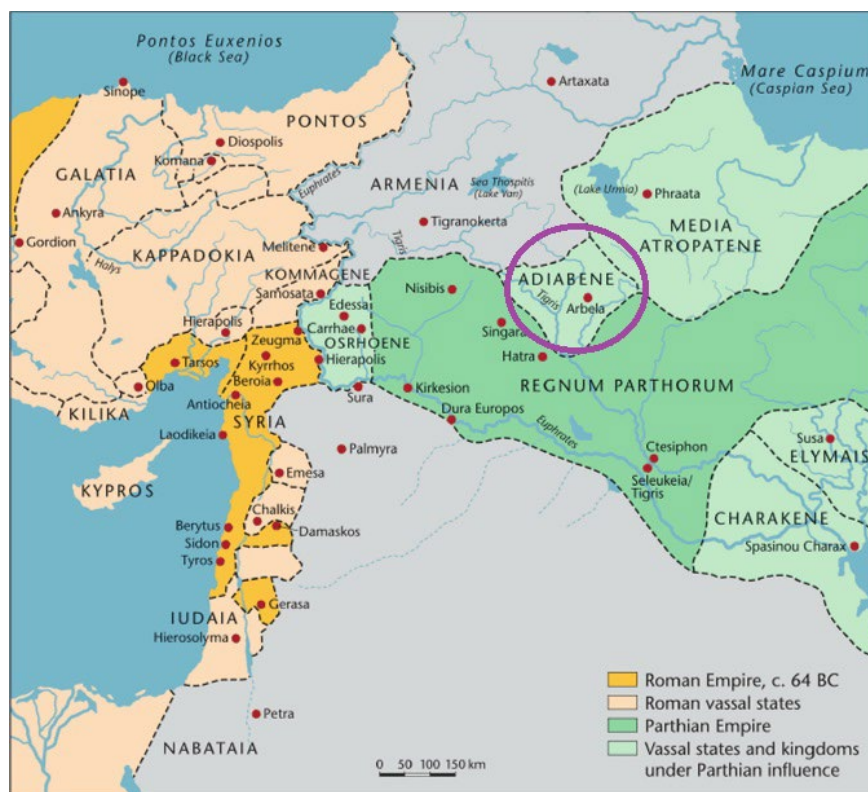 Pontos Euxenios
(Black Sea)
Mare Caspium
(Caspian Sea)
Sinope
Artaxata
PONTOS
Diospolis
Komana
GALATIA
ARMENIA
Sea Thospitis
(Lake Van)
(Lake Urmia)
Phraata
Euphrates
Ankyra
Tigranokerta
MEDIA
ATROPATENE
Gordion
KAPPADOKIA
Melitene
Tigris
Halys
KOMMAGENE
ADIABENE
Samosata
Nisibis
Tigris
Arbela
Edessa
Hierapolis
Carrhae
Singara
Zeugma
OSRHOENE
Tarsos
Kyrrhos
Hierapolis
Hatra
Olba
Beroia
Kirkesion
REGNUM PARTHORUM
KILIKA
Antiocheia
Sura
SYRIA
Dura Europos
Laodikeia
Euphrates
Susa
Palmyra
Ctesiphon
ELYMAIS
Emesa
Seleukeia/
Tigris
KYPROS
Chalkis
CHARAKENE
Berytus
Damaskos
Sidon
Spasinou Charax
Tyros
Gerasa
IUDAIA
Hierosolyma
Petra
NABATAIA
0 50 100 150 km
Roman Empire, c. 64 BC
Roman vassal states
Parthian Empire
Vassal states and kingdoms
under Parthian influence